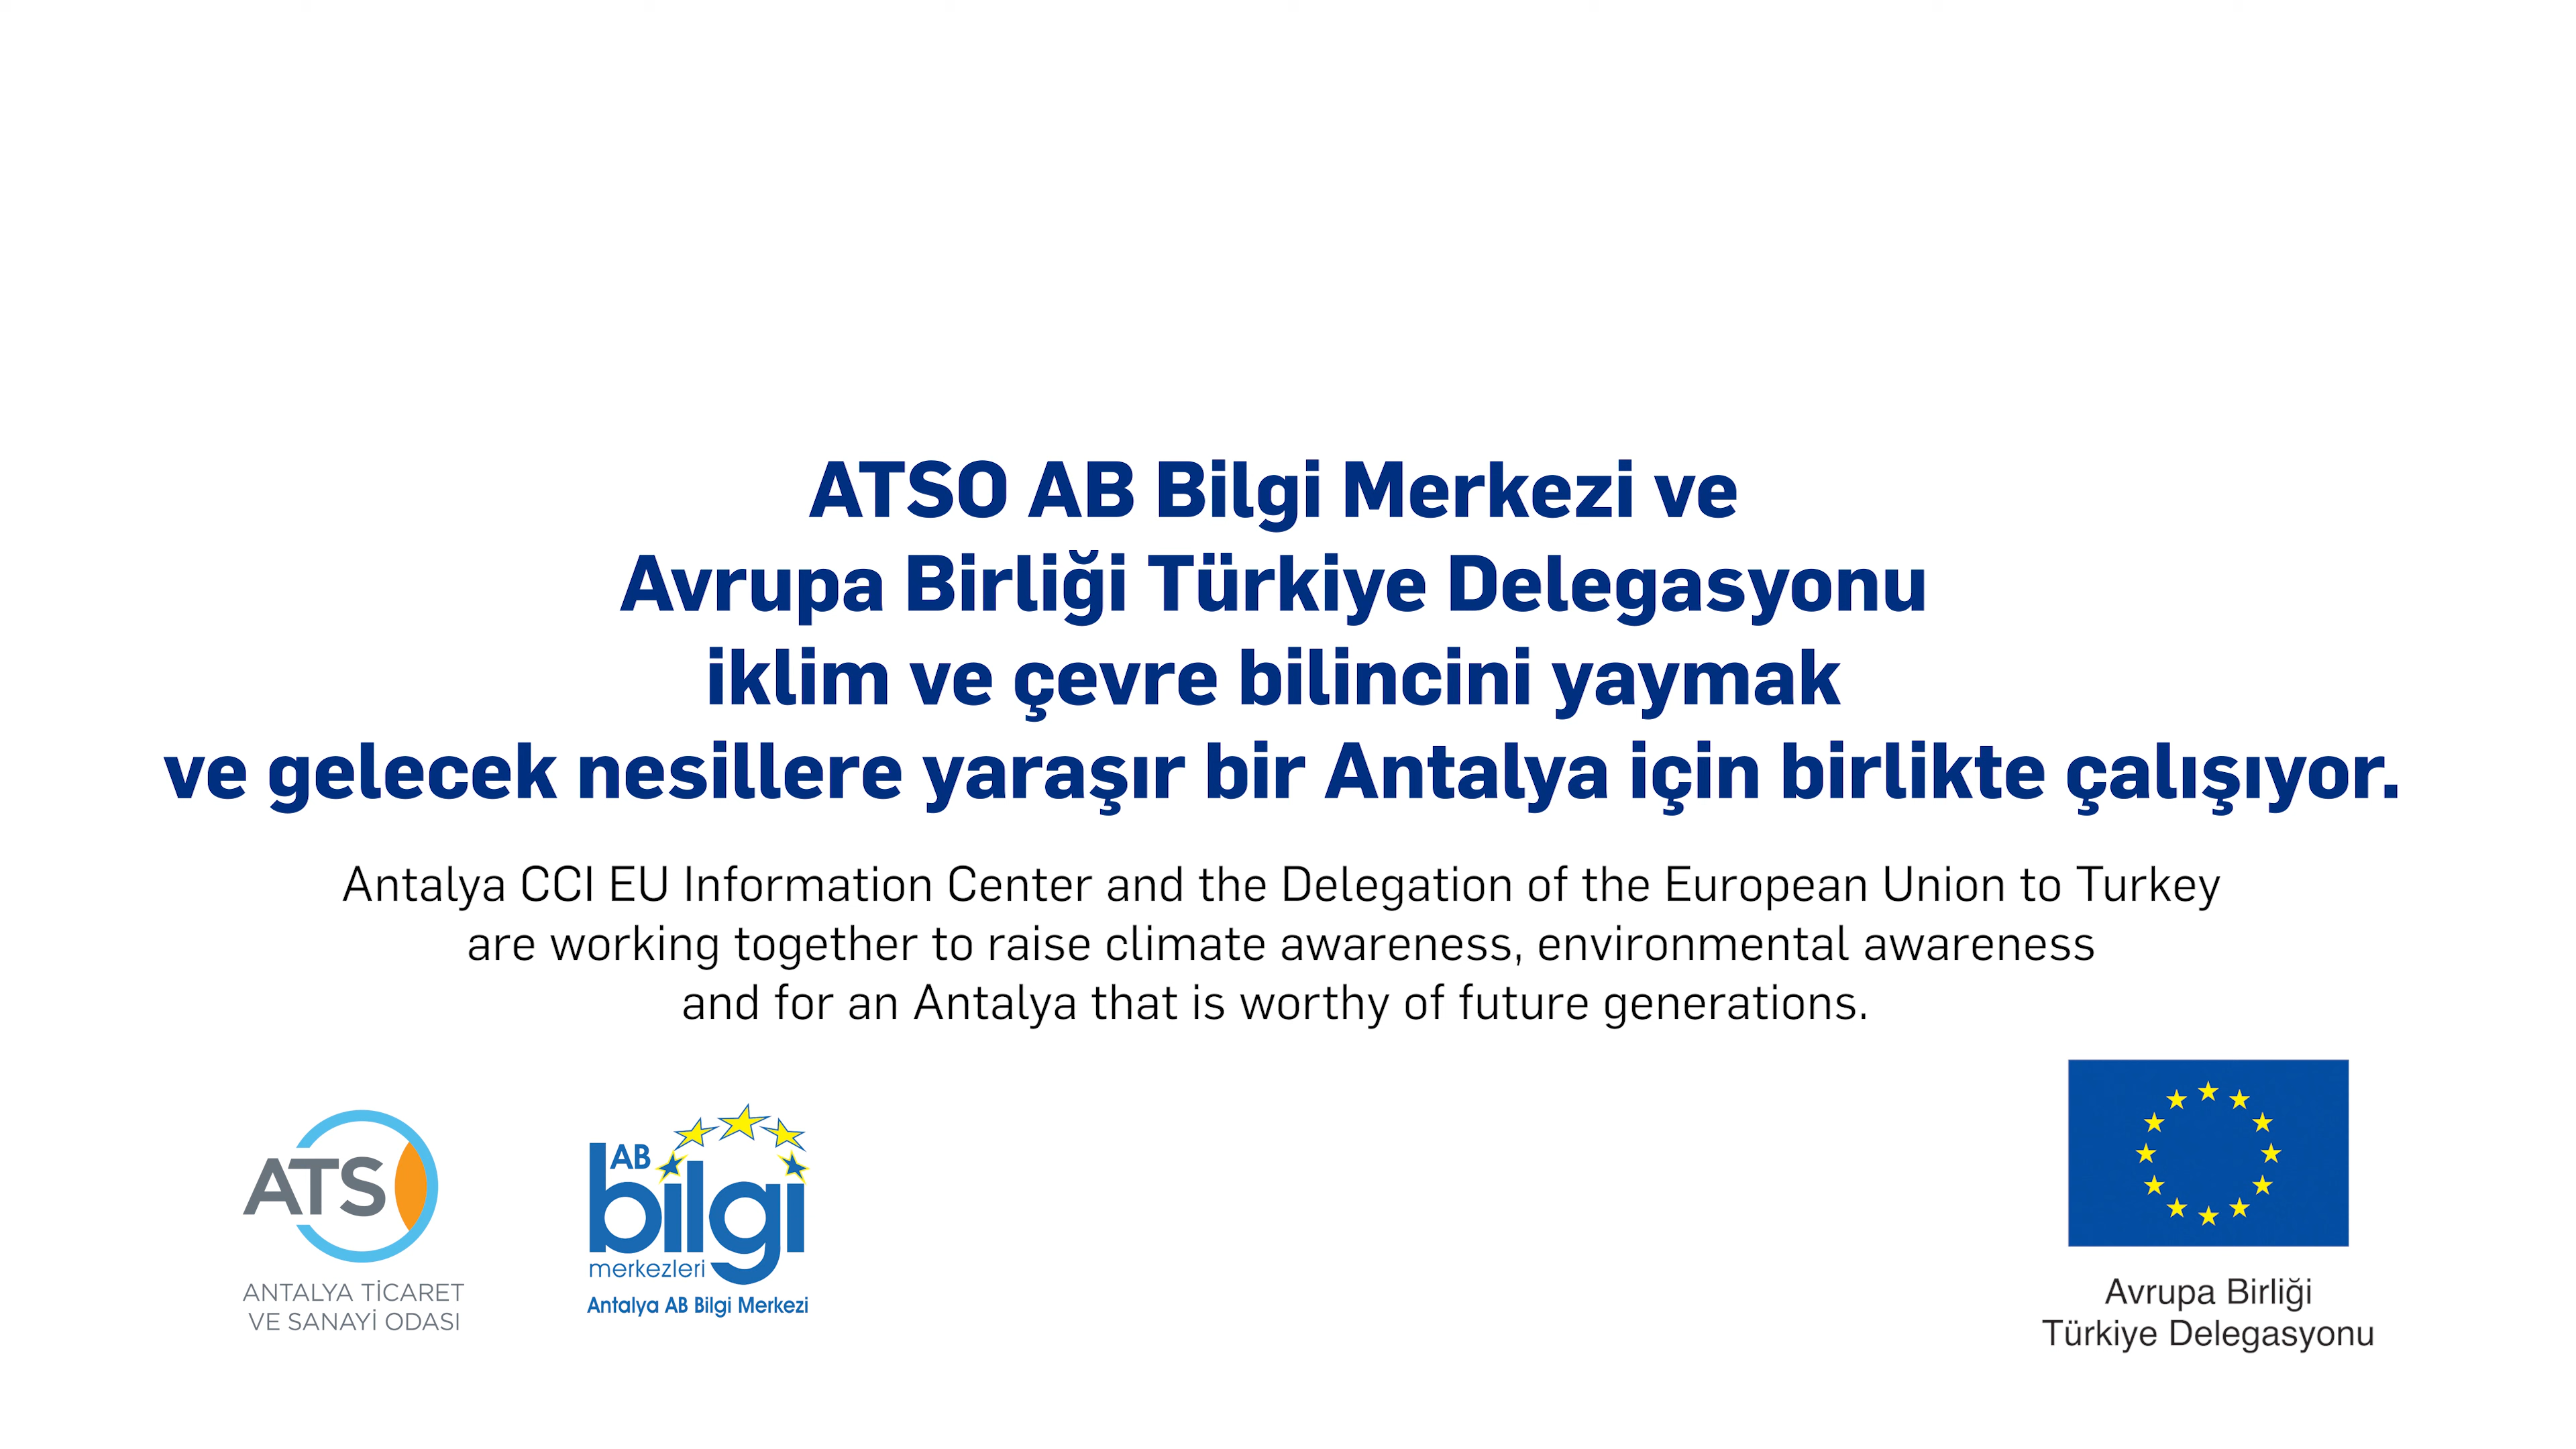 ATSO AB Bilgi Merkezi ve
Avrupa Birliği Türkiye Delegasyonu
iklim ve çevre bilincini yaymak
ve gelecek nesillere yaraşır bir Antalya için birlikte çalışıyor.
Antalya CCI EU Information Center and the Delegation of the European Union to Turkey
are working together to raise climate awareness, environmental awareness
and for an Antalya that is worthy of future generations.
ATSO
ANTALYA TİCARET
VE SANAYİ ODASI
AB
bilgi
merkezleri
Antalya AB Bilgi Merkezi
Avrupa Birliği
Türkiye Delegasyonu